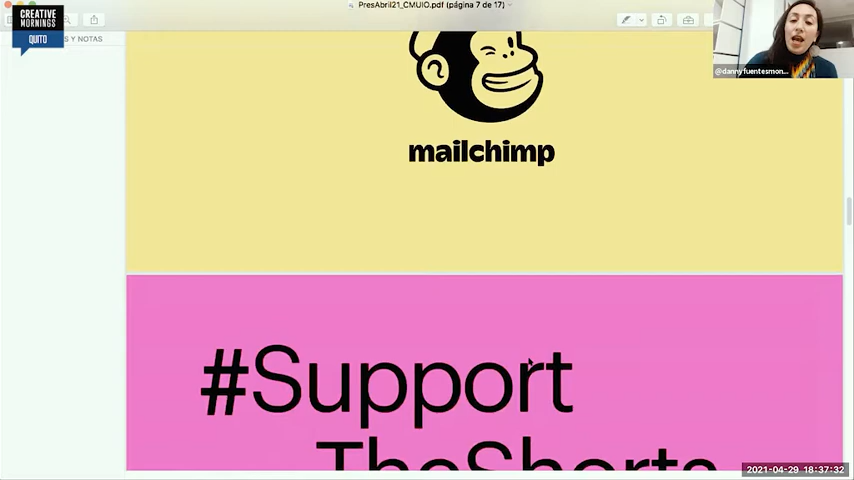 PresAbril21_CMUIO.pdf (página 7 de 17)
CREATIVE
MORNINGS
QUITO
S Y NOTAS
@dannyfuentesmon...
mailchimp
#Support
TheShorts
2021-04-29 18:37:32